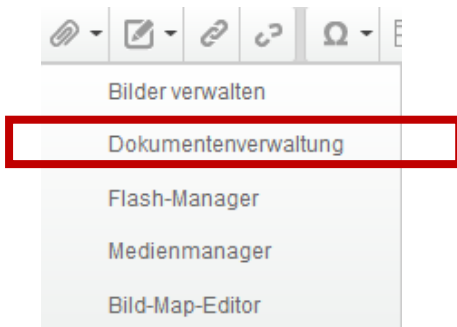 Ω
Bilder verwalten
Dokumentenverwaltung
Flash-Manager
Medienmanager
Bild-Map-Editor